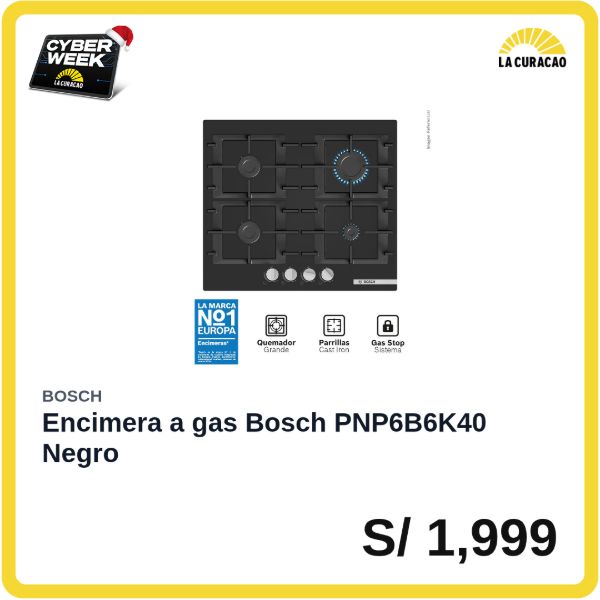 CYBER
WEEK
LA CURACAO
LA CURACAO
BOSCH
LA MARCA
Nº1
EUROPA
Encimeras*
Quemador
Grande
Parrillas
Cast Iron
Gas Stop
Sistema
BOSCH
Encimera a gas Bosch PNP6B6K40
Negro
S/ 1,999